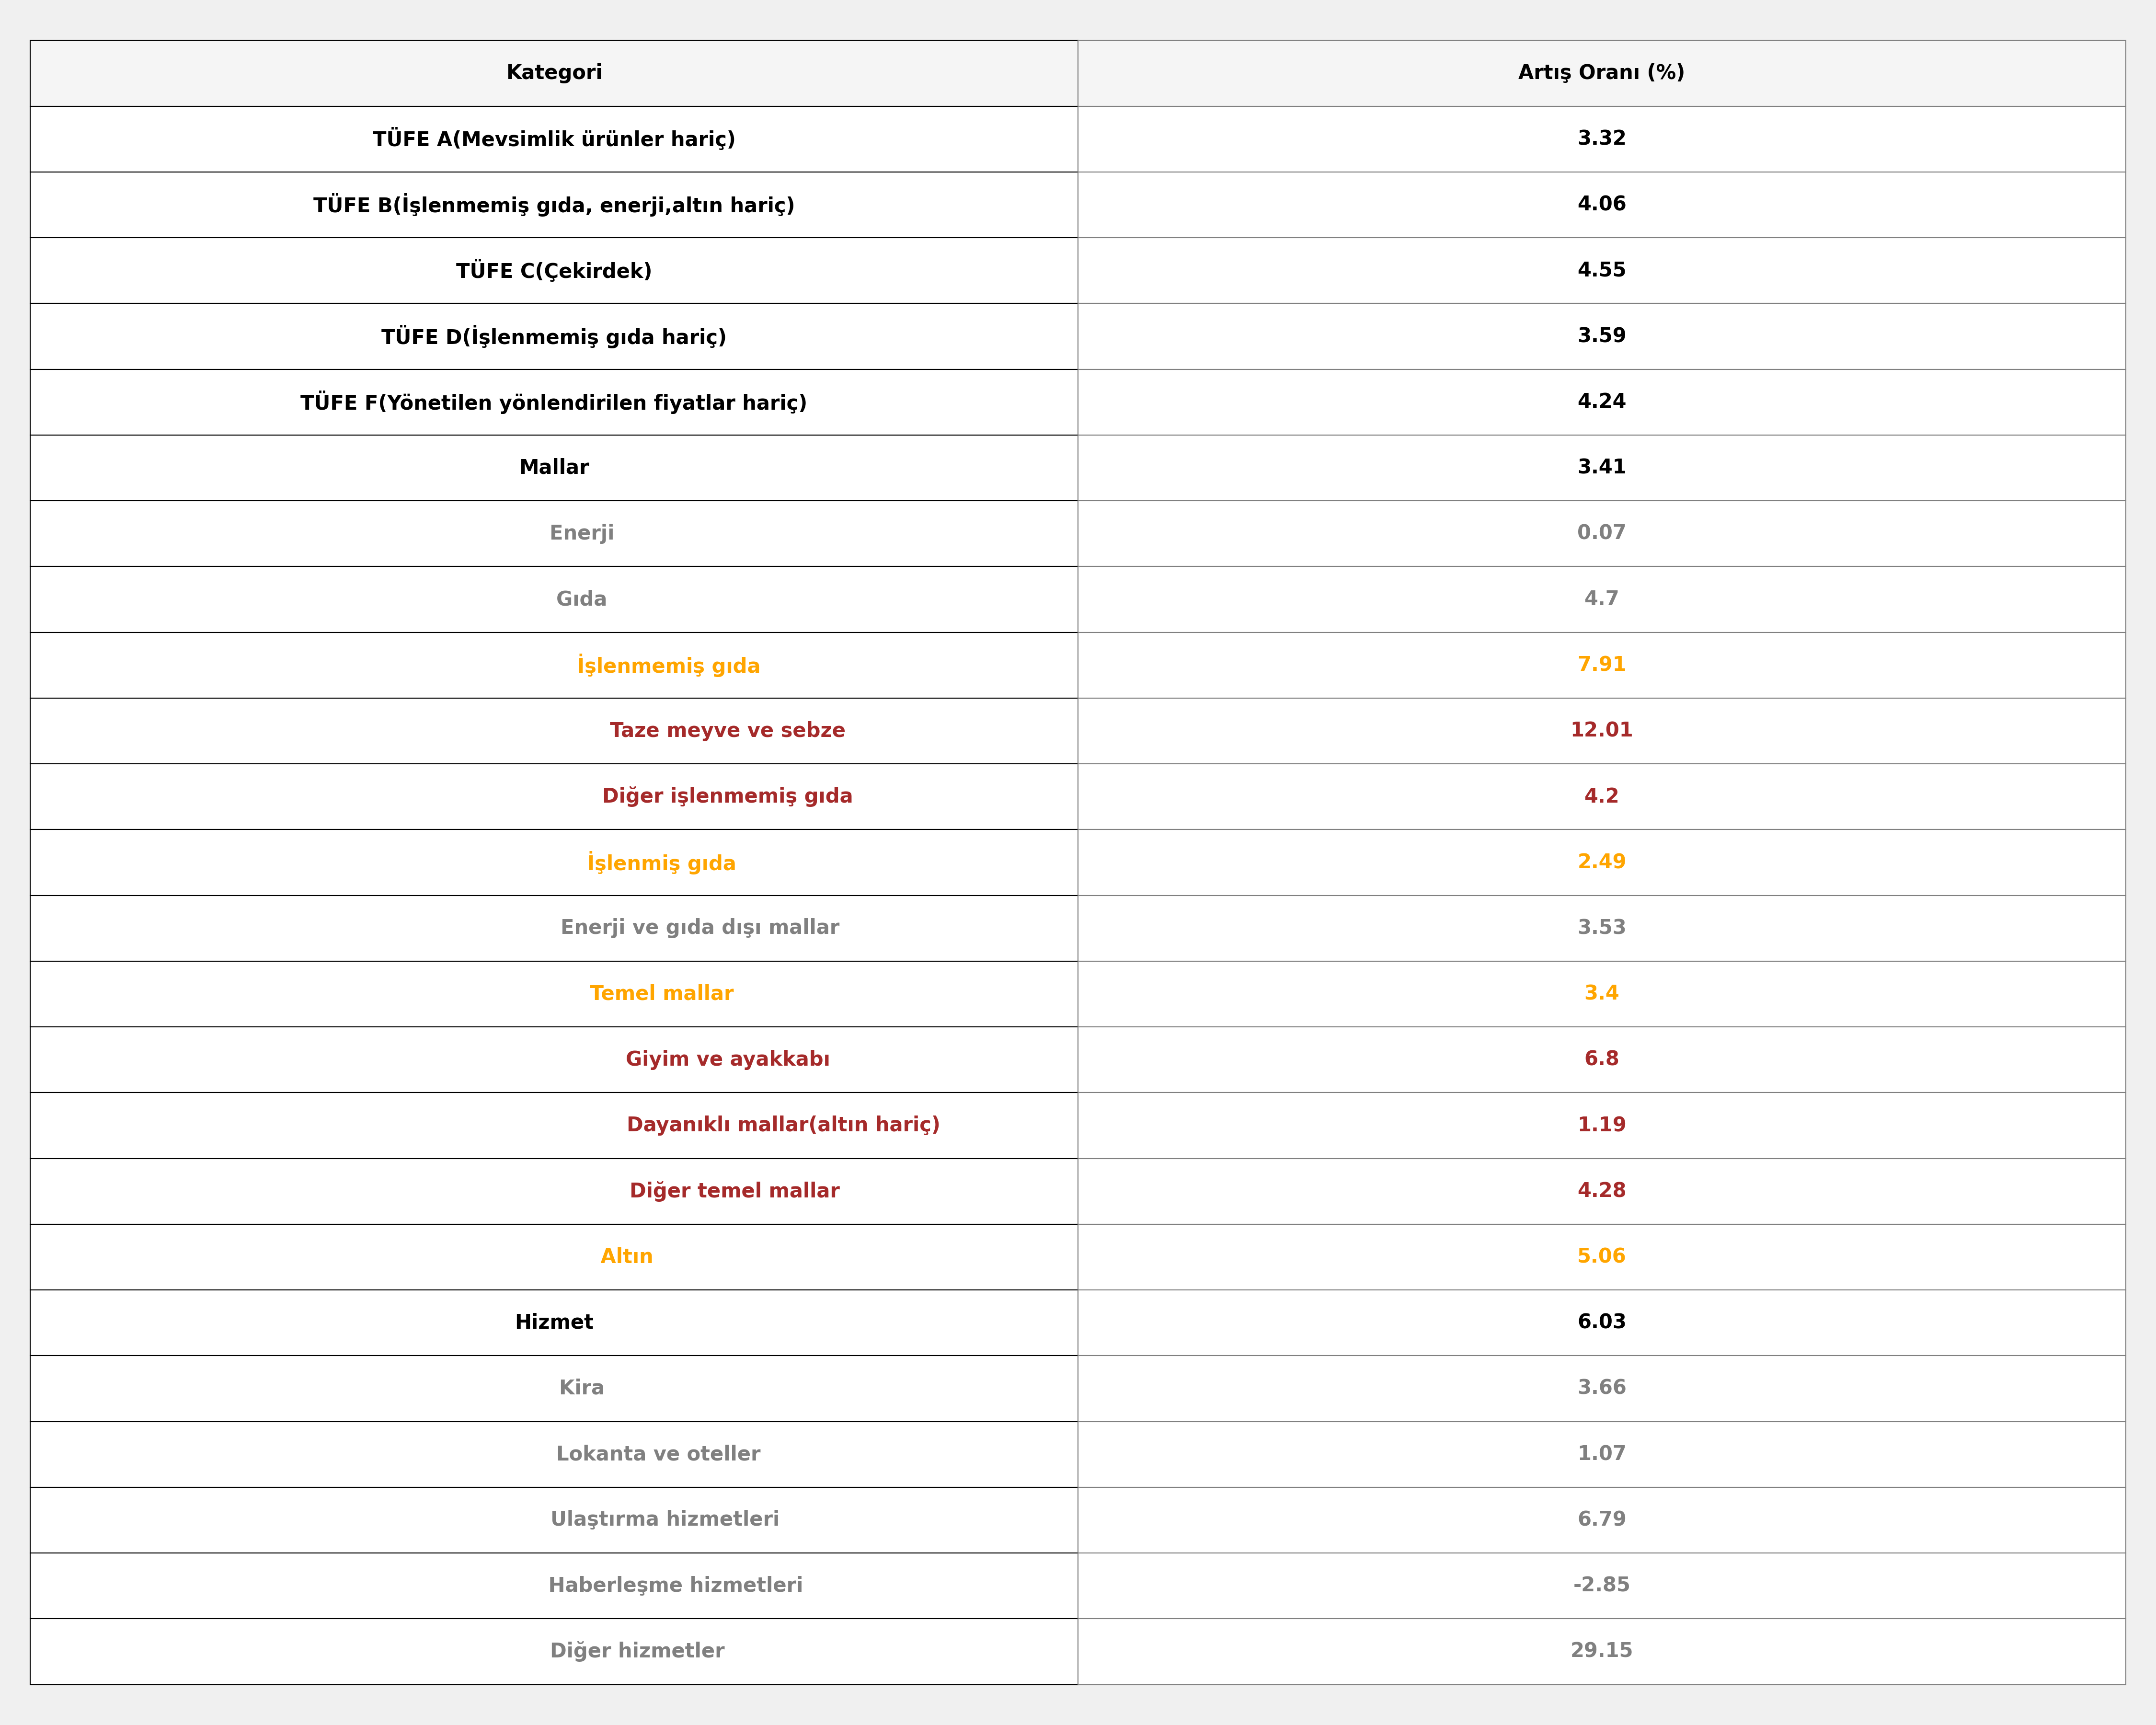 Kategori Artış Oranı (%)
TÜFE A(Mevsimlik ürünler hariç) 3.32
TÜFE B(İşlenmemiş gıda, enerji,altın hariç) 4.06
TÜFE C(Çekirdek) 4.55
TÜFE D(İşlenmemiş gıda hariç) 3.59
TÜFE F(Yönetilen yönlendirilen fiyatlar hariç) 4.24
Mallar 3.41
Enerji 0.07
Gıda 4.7
İşlenmemiş gıda 7.91
Taze meyve ve sebze 12.01
Diğer işlenmemiş gıda 4.2
İşlenmiş gıda 2.49
Enerji ve gıda dışı mallar 3.53
Temel mallar 3.4
Giyim ve ayakkabı 6.8
Dayanıklı mallar(altın hariç) 1.19
Diğer temel mallar 4.28
Altın 5.06
Hizmet 6.03
Kira 3.66
Lokanta ve oteller 1.07
Ulaştırma hizmetleri 6.79
Haberleşme hizmetleri -2.85
Diğer hizmetler 29.15